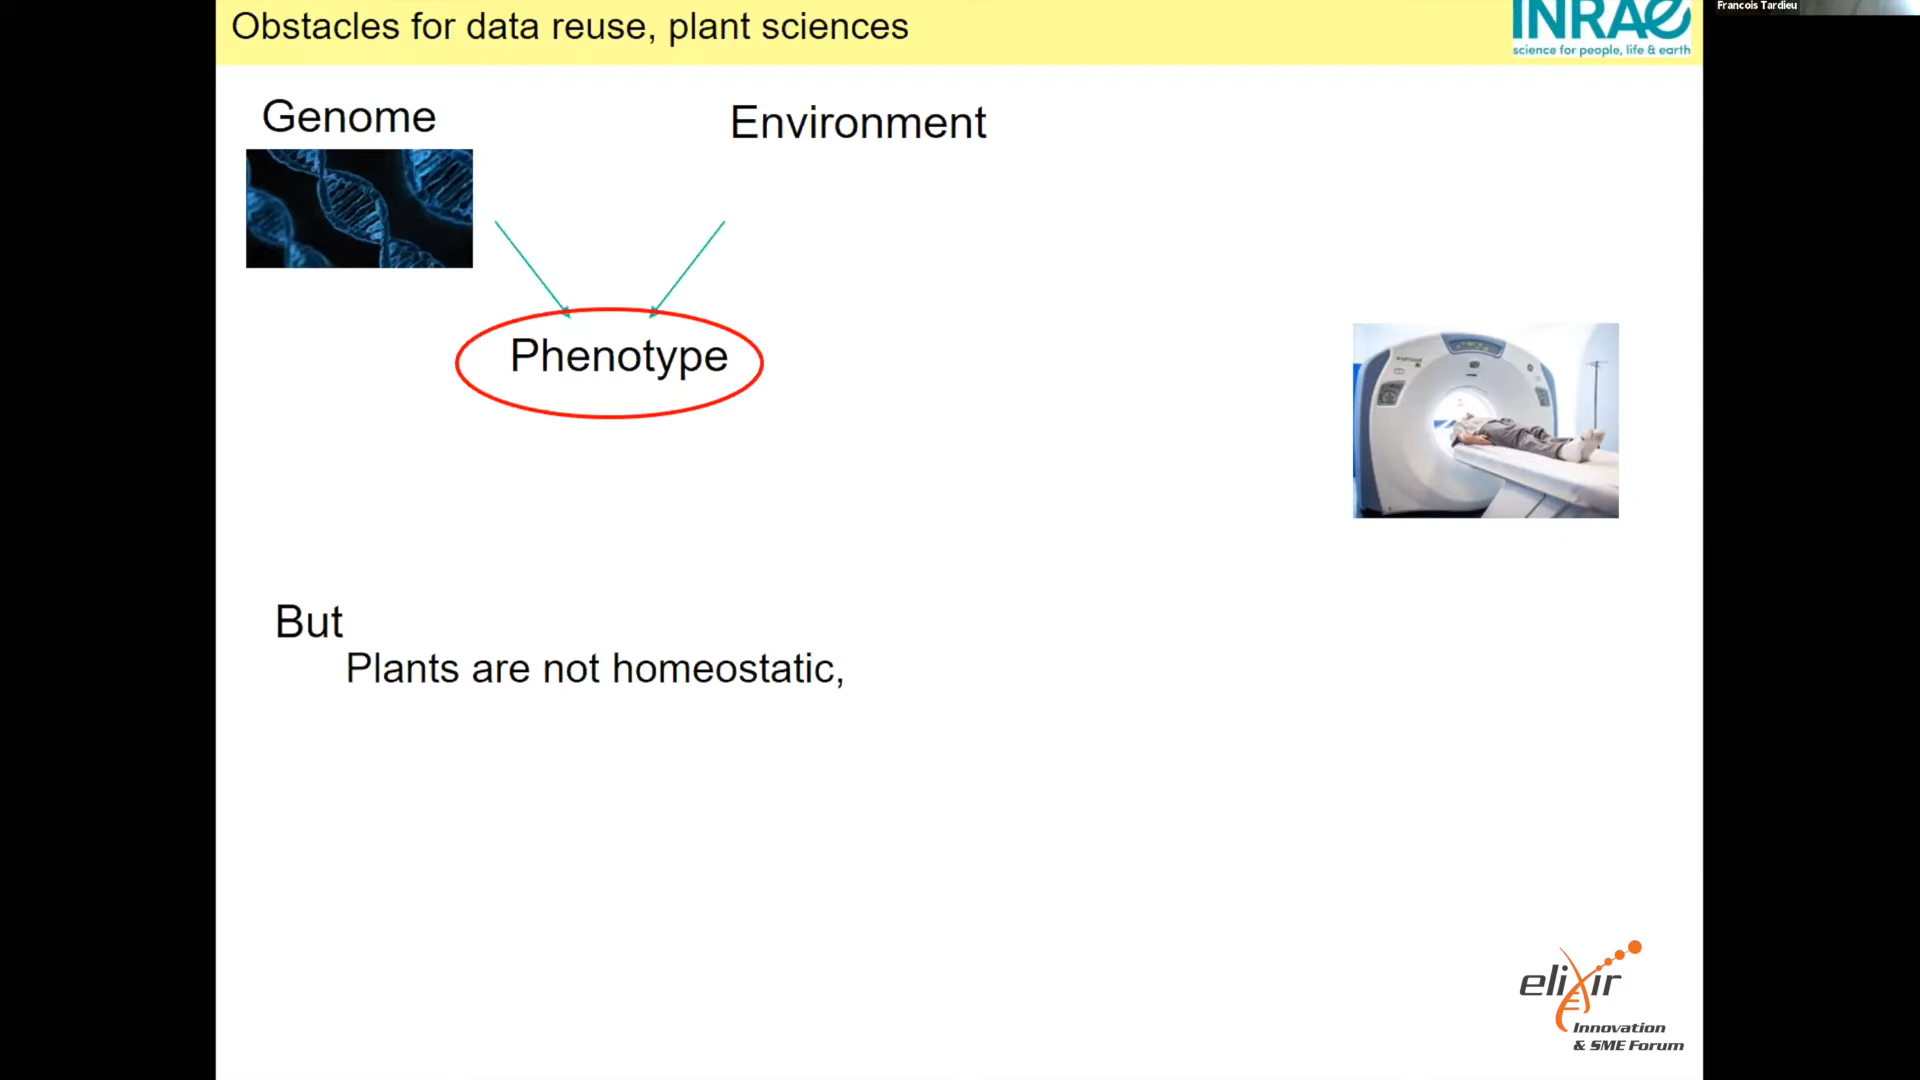 Francois Tardieu
Obstacles for data reuse, plant sciences
INRAE
science for people, life & earth
Genome
Environment
Phenotype
But
Plants are not homeostatic,
elixir
Innovation
& SME Forum